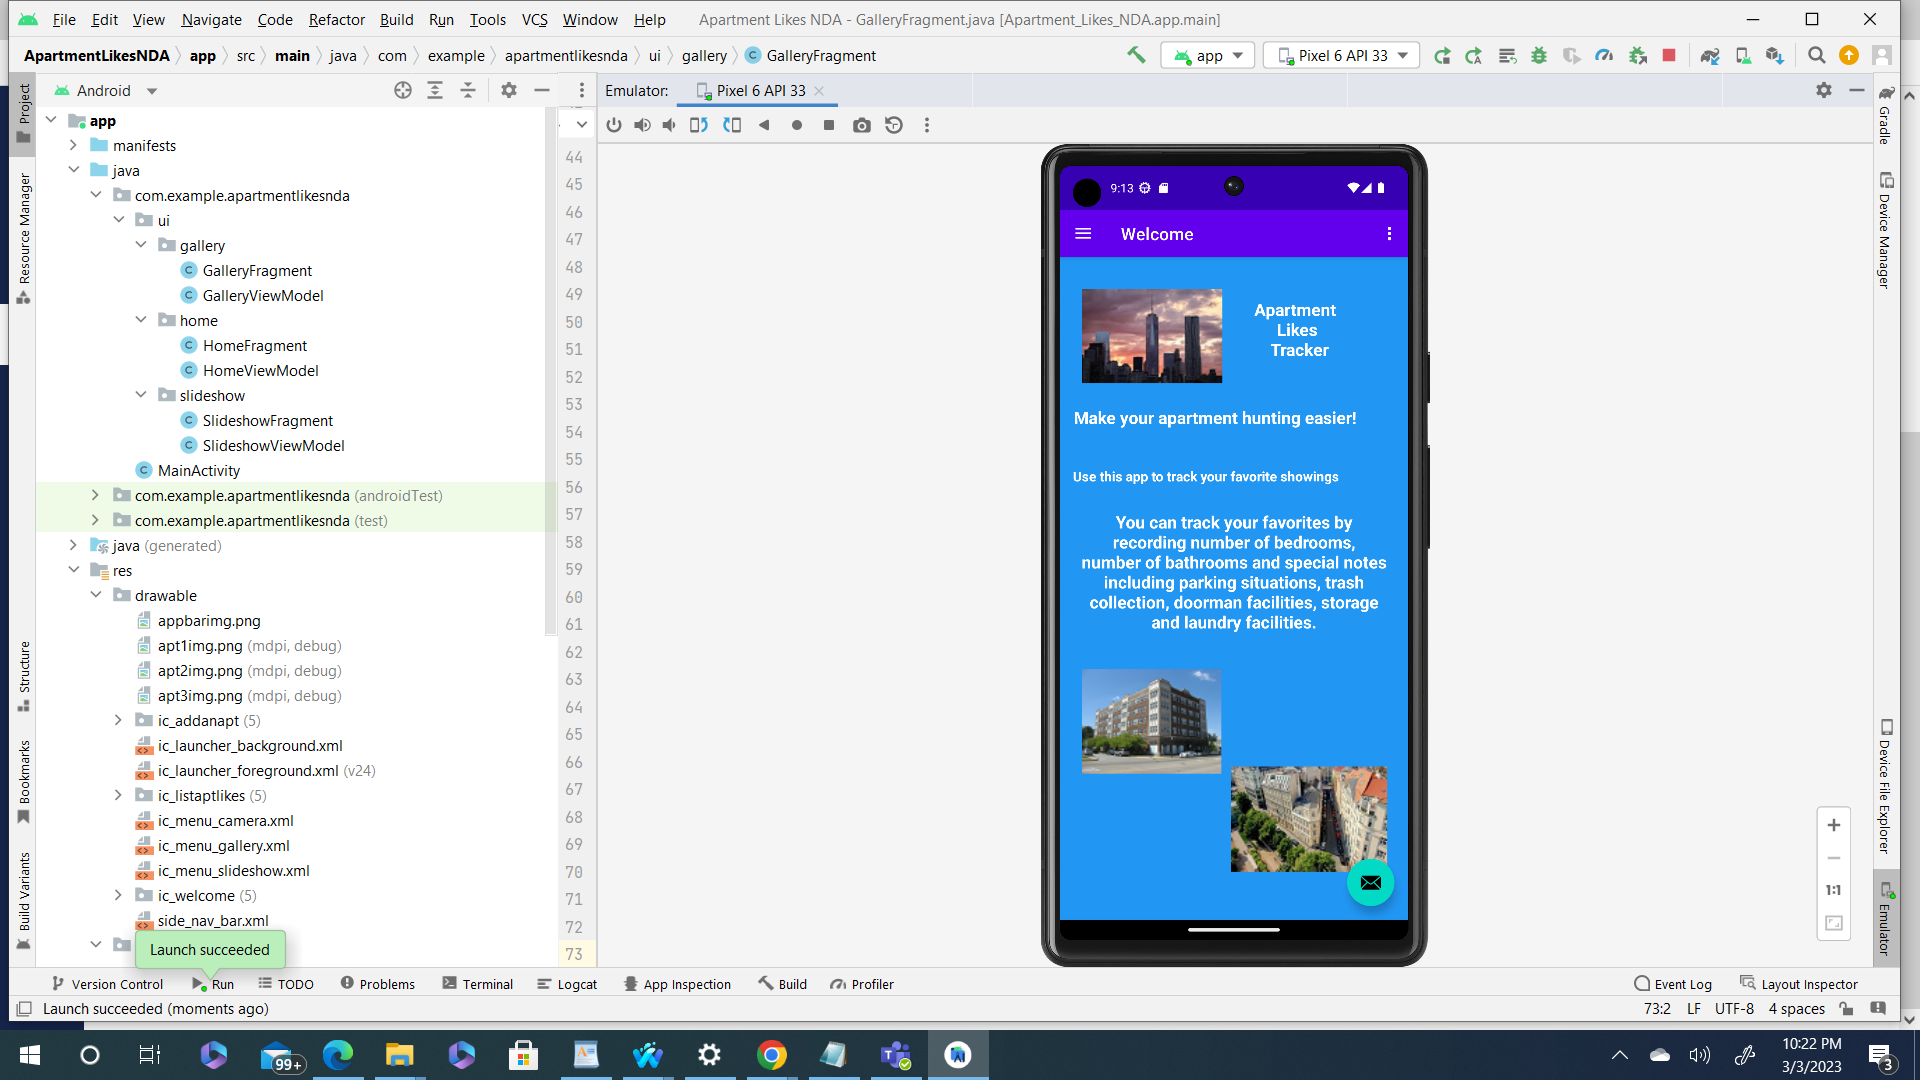 File Edit View Navigate Code Refactor Build Run Tools VCS Window Help Apartment Likes NDA - GalleryFragment.java [Apartment_Likes_NDA.app.main]
ApartmentLikesNDA app src main java com example apartmentlikesnda ui gallery GalleryFragment app Pixel 6 API 33
Android
Emulator: Pixel 6 API 33
Project
Resource Manager
Structure
Bookmarks
Build Variants
app
manifests
java
com.example.apartmentlikesnda
ui
gallery
GalleryFragment
GalleryViewModel
home
HomeFragment
HomeViewModel
slideshow
SlideshowFragment
SlideshowViewModel
MainActivity
com.example.apartmentlikesnda (androidTest)
com.example.apartmentlikesnda (test)
java (generated)
res
drawable
appbarimg.png
apt1img.png (mdpi, debug)
apt2img.png (mdpi, debug)
apt3img.png (mdpi, debug)
ic_addanapt (5)
ic_launcher_background.xml
ic_launcher_foreground.xml (v24)
ic_listaptlikes (5)
ic_menu_camera.xml
ic_menu_gallery.xml
ic_menu_slideshow.xml
ic_welcome (5)
side_nav_bar.xml
Launch succeeded
44
45
46
47
48
49
50
51
52
53
54
55
56
57
58
59
60
61
62
63
64
65
66
67
68
69
70
71
72
73
9:13
Welcome
Apartment
Likes
Tracker
Make your apartment hunting easier!
Use this app to track your favorite showings
You can track your favorites by
recording number of bedrooms,
number of bathrooms and special notes
including parking situations, trash
collection, doorman facilities, storage
and laundry facilities.
1:1
Gradle
Device Manager
Device File Explorer
Emulator
Version Control Run TODO Problems Terminal Logcat App Inspection Build Profiler Event Log Layout Inspector
Launch succeeded (moments ago) 73:2 LF UTF-8 4 spaces
99+
10:22 PM
3/3/2023
3